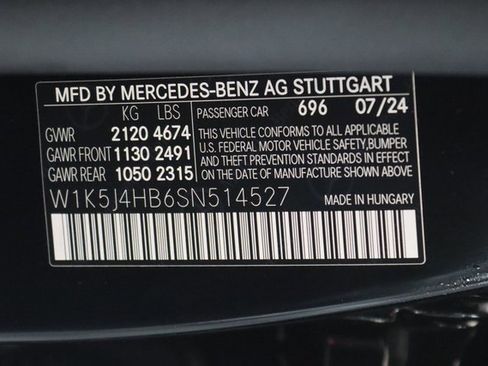 MFD BY MERCEDES-BENZ AG STUTTGART
KG LBS PASSENGER CAR 696 07/24
GVWR 2120 4674 THIS VEHICLE CONFORMS TO ALL APPLICABLE
GAWR FRONT 1130 2491 U.S. FEDERAL MOTOR VEHICLE SAFETY,BUMPER
AND THEFT PREVENTION STANDARDS IN EFFECT
GAWR REAR 1050 2315 ON THE DATE OF MANUFACTURE SHOWN ABOVE.
W1K5J4HB6SN514527 MADE IN HUNGARY